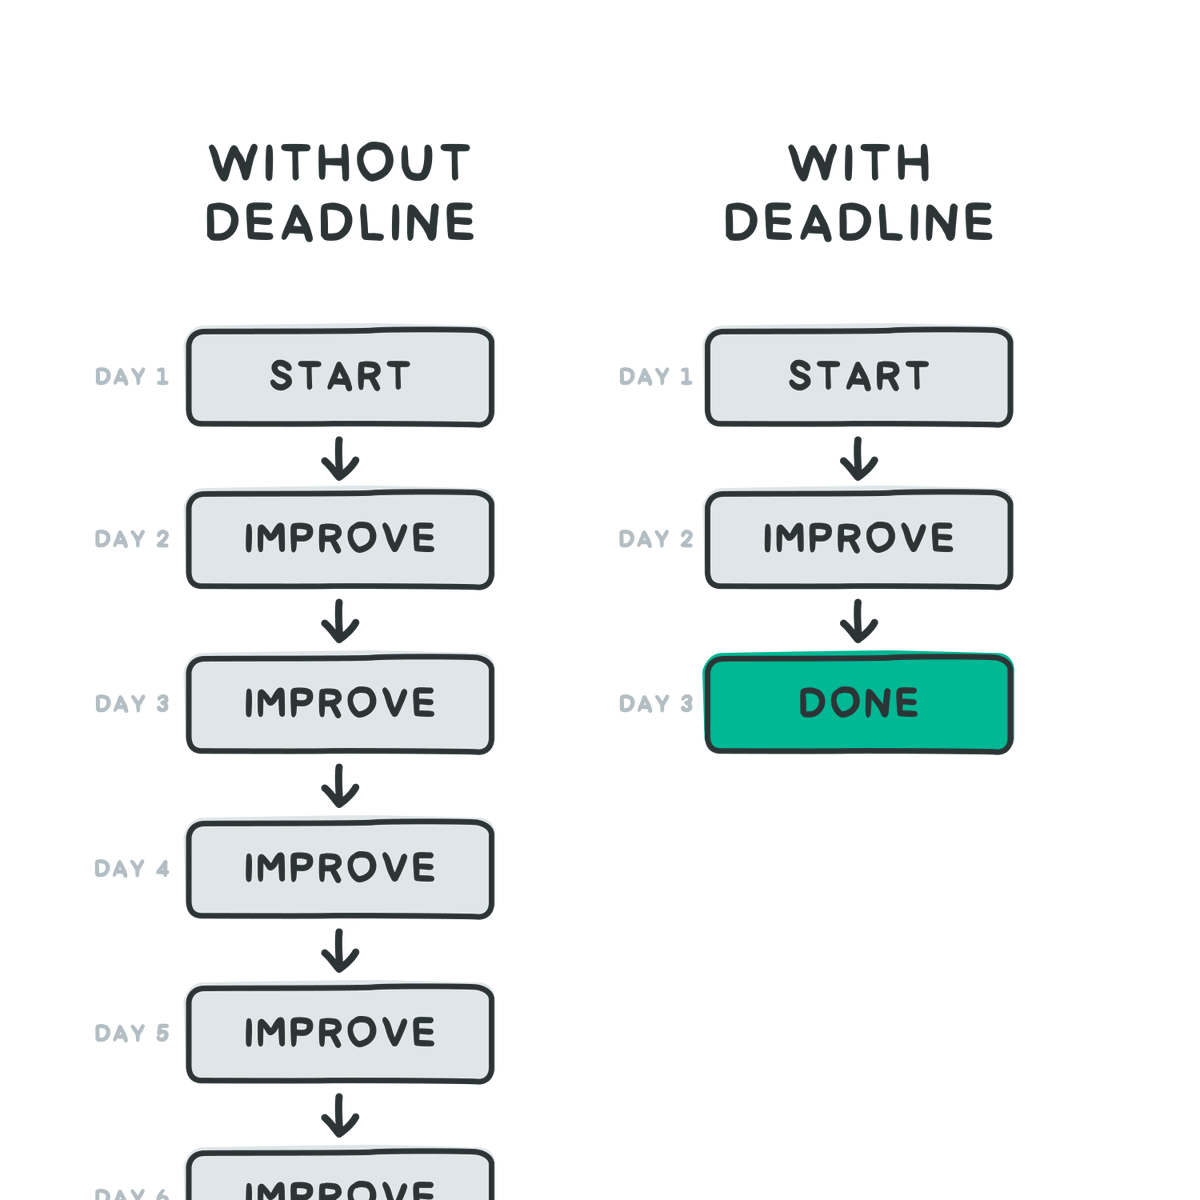 WITHOUT
DEADLINE
DAY 1 START
DAY 2 IMPROVE
DAY 3 IMPROVE
DAY 4 IMPROVE
DAY 5 IMPROVE
DAY 6 IMPROVE
WITH
DEADLINE
DAY 1 START
DAY 2 IMPROVE
DAY 3 DONE